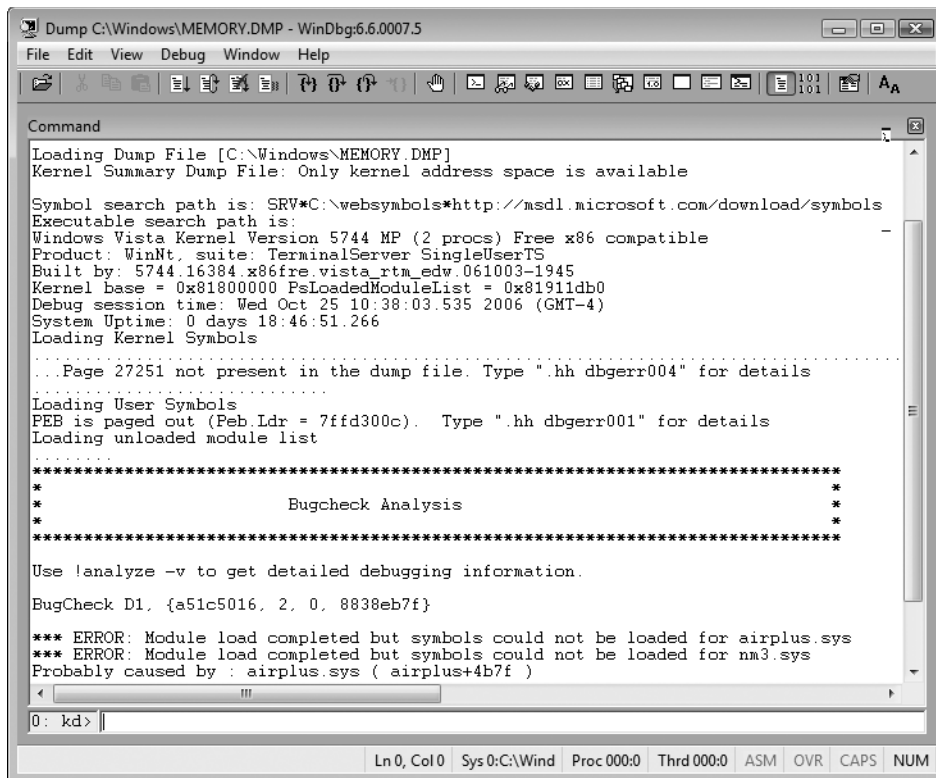 Dump C:\Windows\MEMORY.DMP - WinDbg:6.6.0007.5
File Edit View Debug Window Help
Command
Loading Dump File [C:\Windows\MEMORY.DMP]
Kernel Summary Dump File: Only kernel address space is available
Symbol search path is: SRV*C:\websymbols*http://msdl.microsoft.com/download/symbols
Executable search path is:
Windows Vista Kernel Version 5744 MP (2 procs) Free x86 compatible
Product: WinNt, suite: TerminalServer SingleUserTS
Built by: 5744.16384.x86fre.vista_rtm_edw.061003-1945
Kernel base = 0x81800000 PsLoadedModuleList = 0x81911db0
Debug session time: Wed Oct 25 10:38:03.535 2006 (GMT-4)
System Uptime: 0 days 18:46:51.266
Loading Kernel Symbols
.....................................................................................
...Page 27251 not present in the dump file. Type ".hh dbgerr004" for details
.............................
Loading User Symbols
PEB is paged out (Peb.Ldr = 7ffd300c).  Type ".hh dbgerr001" for details
Loading unloaded module list
........
*******************************************************************************
* *
* Bugcheck Analysis *
* *
*******************************************************************************
Use !analyze -v to get detailed debugging information.
BugCheck D1, {a51c5016, 2, 0, 8838eb7f}
*** ERROR: Module load completed but symbols could not be loaded for airplus.sys
*** ERROR: Module load completed but symbols could not be loaded for nm3.sys
Probably caused by : airplus.sys ( airplus+4b7f )
0: kd>
Ln 0, Col 0 Sys 0:C:\Wind Proc 000:0 Thrd 000:0 ASM OVR CAPS NUM